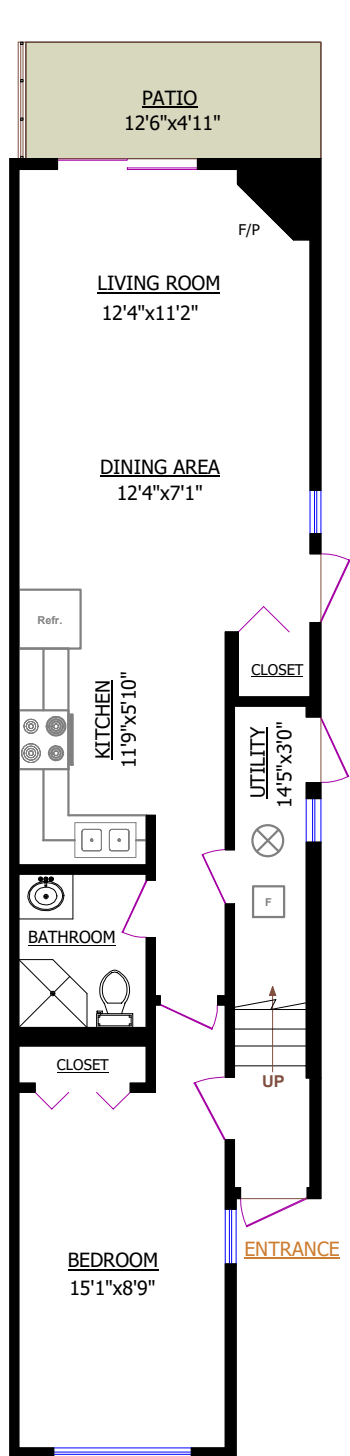 PATIO
12'6"x4'11"
F/P
LIVING ROOM
12'4"x11'2"
DINING AREA
12'4"x7'1"
Refr.
CLOSET
KITCHEN
11'9"x5'10"
UTILITY
14'5"x3'0"
F
BATHROOM
CLOSET
UP
ENTRANCE
BEDROOM
15'1"x8'9"